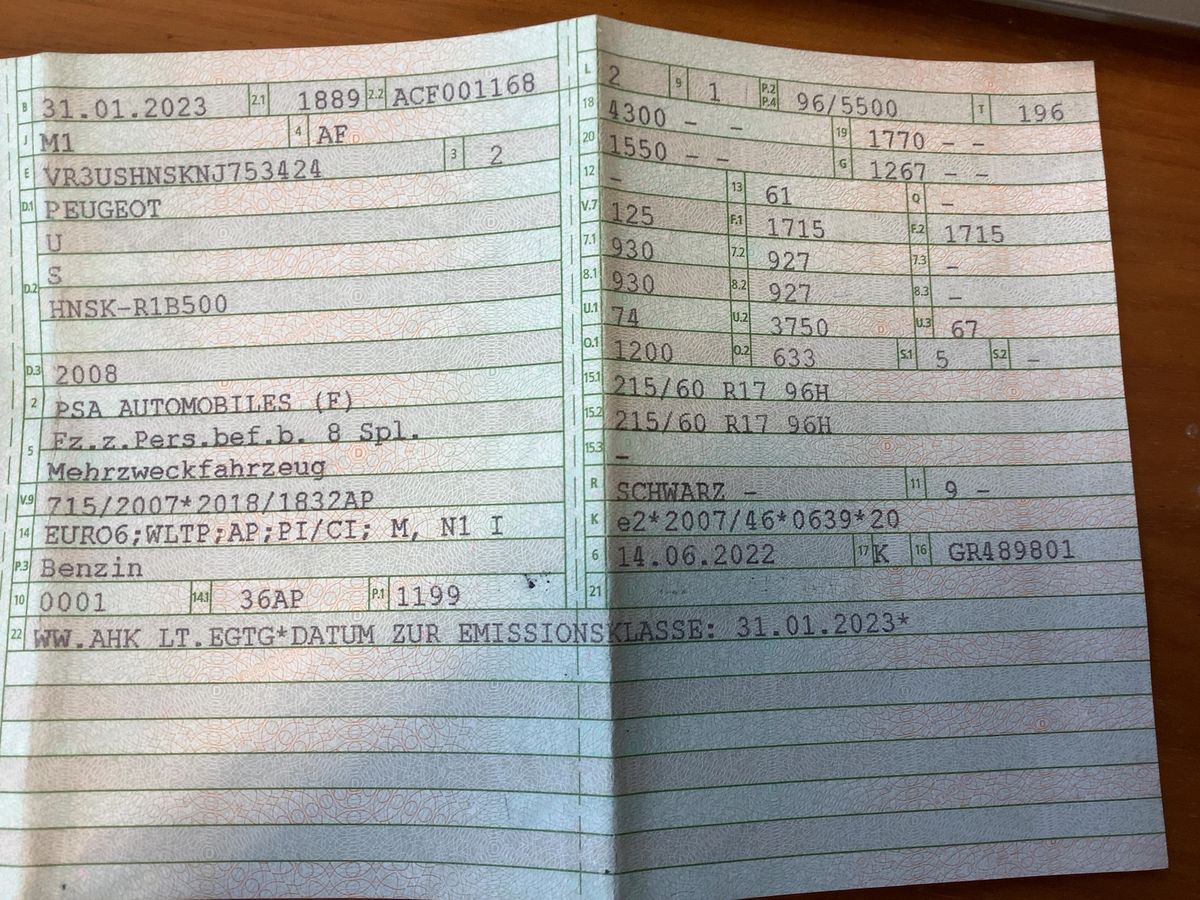 B 31.01.2023 2.1 1889 2.2 ACF001168
J M1 4 AF
E VR3USHNSKNJ753424 3 2
D.1 PEUGEOT
U
S
D.2 HNSK-R1B500
D.3 2008
2 PSA AUTOMOBILES (F)
Fz.z.Pers.bef.b. 8 Spl.
5 Mehrzweckfahrzeug
V.9 715/2007*2018/1832AP
14 EURO6;WLTP;AP;PI/CI; M, N1 I
P.3 Benzin
10 0001 14.1 36AP P.1 1199
L 2 9 1 P.2 P.4 96/5500 T 196
18 4300 - - 19 1770 - -
20 1550 - - G 1267 - -
12 - 13 61 Q -
V.7 125 F.1 1715 F.2 1715
7.1 930 7.2 927 7.3 -
8.1 930 8.2 927 8.3 -
U.1 74 U.2 3750 U.3 67
O.1 1200 O.2 633 S.1 5 S.2 -
15.1 215/60 R17 96H
15.2 215/60 R17 96H
15.3 -
R SCHWARZ - 11 9 -
K e2*2007/46*0639*20
6 14.06.2022 17 K 16 GR489801
21
22 WW.AHK LT.EGTG*DATUM ZUR EMISSIONSKLASSE: 31.01.2023*